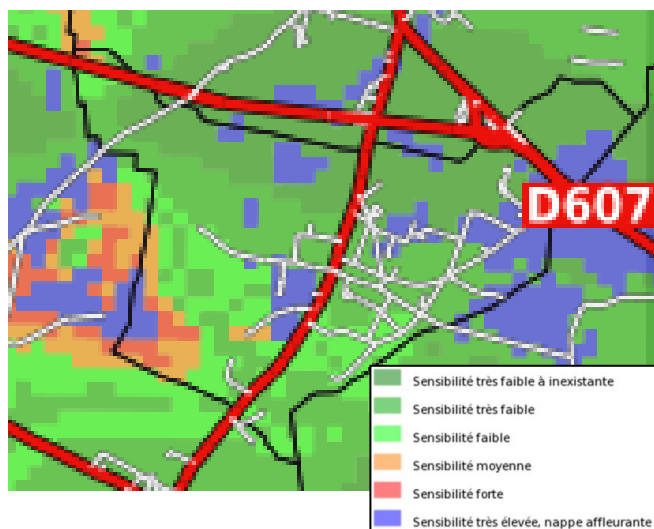 D607
Sensibilité très faible à inexistante
Sensibilité très faible
Sensibilité faible
Sensibilité moyenne
Sensibilité forte
Sensibilité très élevée, nappe affleurante